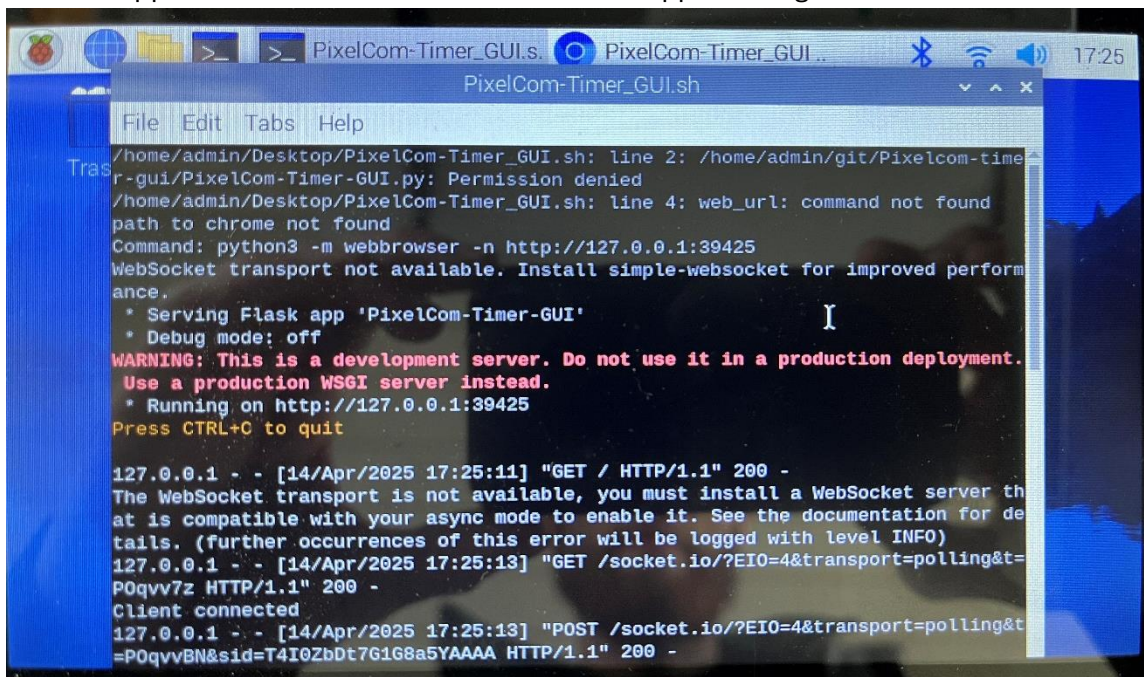 PixelCom-Timer_GUI.s.
PixelCom-Timer_GUI ..
17:25
PixelCom-Timer_GUI.sh
File Edit Tabs Help
Tras
/home/admin/Desktop/PixelCom-Timer_GUI.sh: line 2: /home/admin/git/Pixelcom-time
r-gui/PixelCom-Timer-GUI.py: Permission denied
/home/admin/Desktop/PixelCom-Timer_GUI.sh: line 4: web_url: command not found
path to chrome not found
Command: python3 -m webbrowser -n http://127.0.0.1:39425
WebSocket transport not available. Install simple-websocket for improved perform
ance.
* Serving Flask app 'PixelCom-Timer-GUI'
* Debug mode: off
WARNING: This is a development server. Do not use it in a production deployment.
Use a production WSGI server instead.
* Running on http://127.0.0.1:39425
Press CTRL+C to quit
127.0.0.1 - - [14/Apr/2025 17:25:11] "GET / HTTP/1.1" 200 -
The WebSocket transport is not available, you must install a WebSocket server th
at is compatible with your async mode to enable it. See the documentation for de
tails. (further occurrences of this error will be logged with level INFO)
127.0.0.1 - - [14/Apr/2025 17:25:13] "GET /socket.io/?EIO=4&transport=polling&t=
POqvv7z HTTP/1.1" 200 -
Client connected
127.0.0.1 - - [14/Apr/2025 17:25:13] "POST /socket.io/?EIO=4&transport=polling&t
=POqvvBN&sid=T4I0ZbDt7G1G8a5YAAAA HTTP/1.1" 200 -